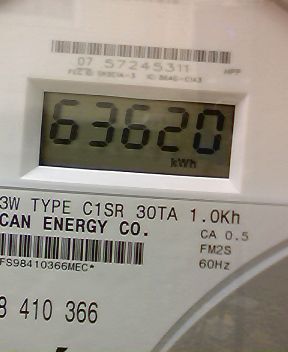 07 57245311
63620
kWh
3W TYPE C1SR 30TA 1.0Kh
CAN ENERGY CO.
CA 0.5
FM2S
60Hz
FS98410366MEC*
8 410 366